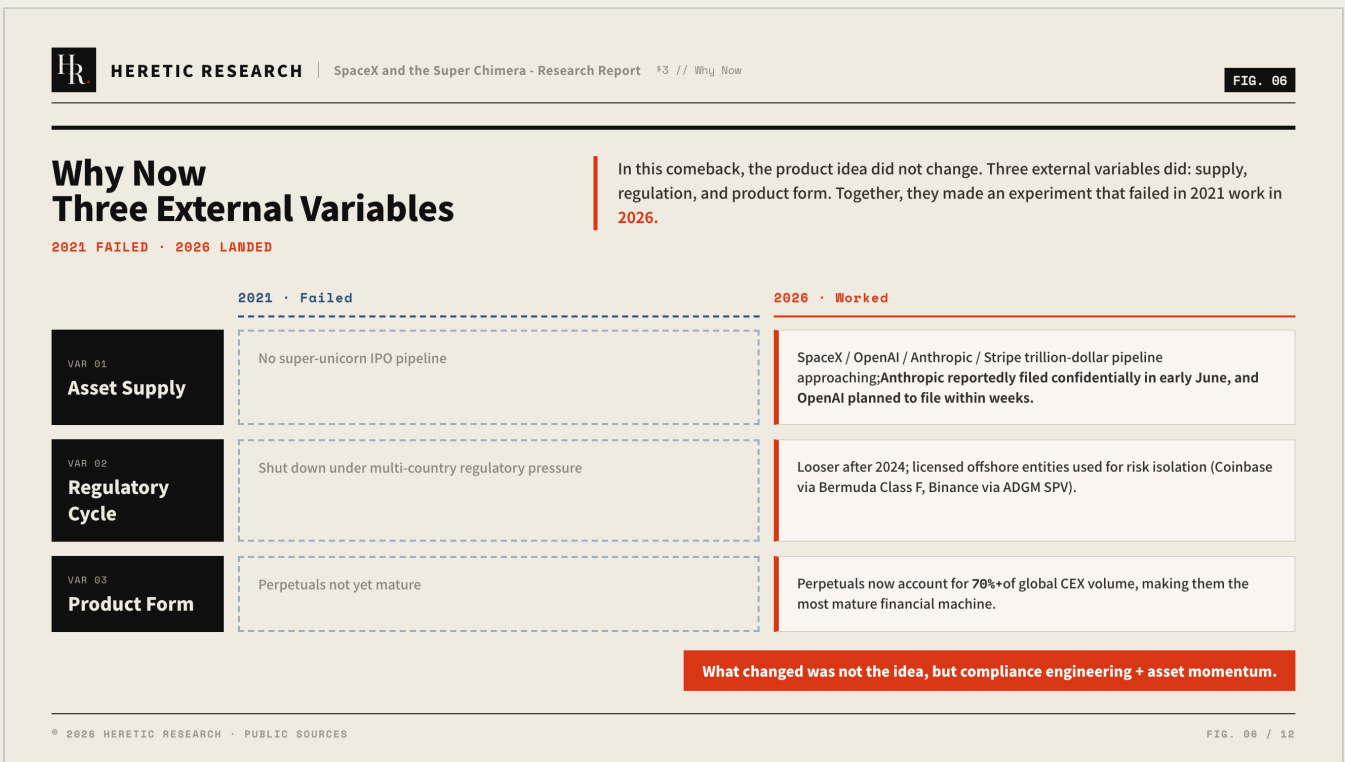 HR.
HERETIC RESEARCH
SpaceX and the Super Chimera - Research Report
§3 // Why Now
FIG. 06
Why Now
Three External Variables
2021 FAILED · 2026 LANDED
In this comeback, the product idea did not change. Three external variables did: supply,
regulation, and product form. Together, they made an experiment that failed in 2021 work in
2026.
2021 · Failed
2026 · Worked
VAR 01
Asset Supply
No super-unicorn IPO pipeline
SpaceX / OpenAI / Anthropic / Stripe trillion-dollar pipeline
approaching;Anthropic reportedly filed confidentially in early June, and
OpenAI planned to file within weeks.
VAR 02
Regulatory
Cycle
Shut down under multi-country regulatory pressure
Looser after 2024; licensed offshore entities used for risk isolation (Coinbase
via Bermuda Class F, Binance via ADGM SPV).
VAR 03
Product Form
Perpetuals not yet mature
Perpetuals now account for 70%+of global CEX volume, making them the
most mature financial machine.
What changed was not the idea, but compliance engineering + asset momentum.
© 2026 HERETIC RESEARCH · PUBLIC SOURCES
FIG. 06 / 12